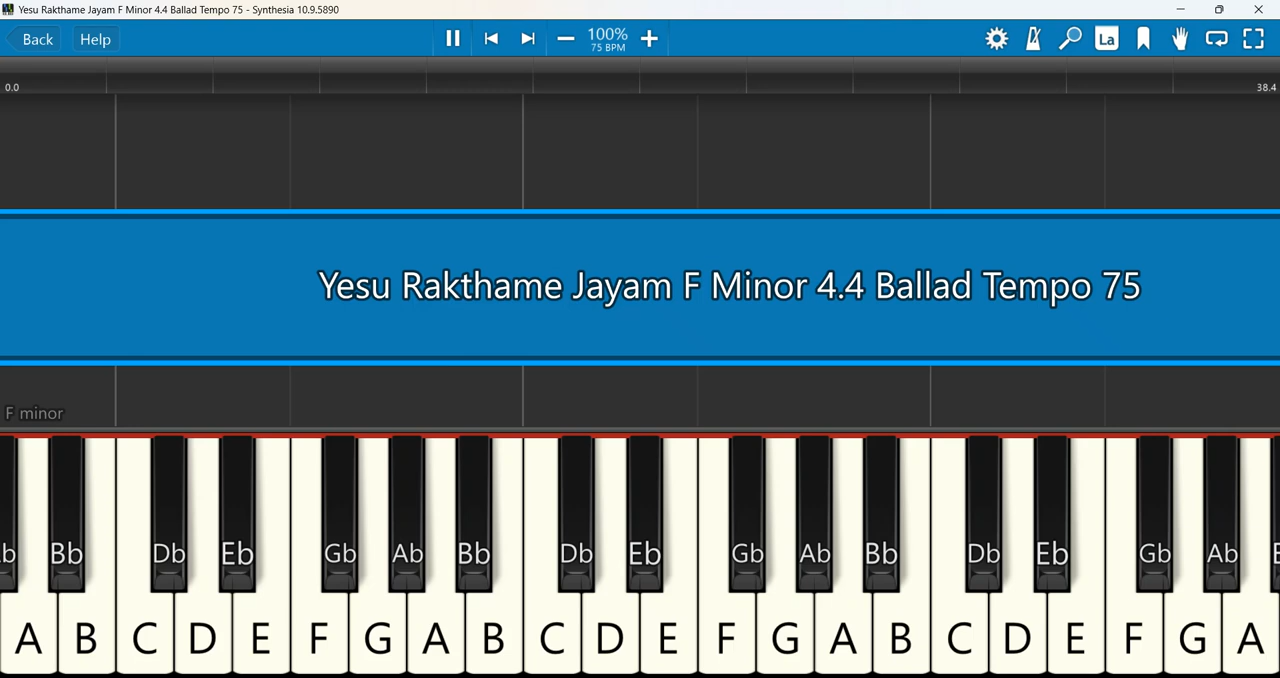 Yesu Rakthame Jayam F Minor 4.4 Ballad Tempo 75 - Synthesia 10.9.5890
Back Help 100% La
75 BPM
0.0 38.4
Yesu Rakthame Jayam F Minor 4.4 Ballad Tempo 75
F minor
Bb Db Eb Gb Ab Bb Db Eb Gb Ab Bb Db Eb Gb Ab
A B C D E F G A B C D E F G A B C D E F G A